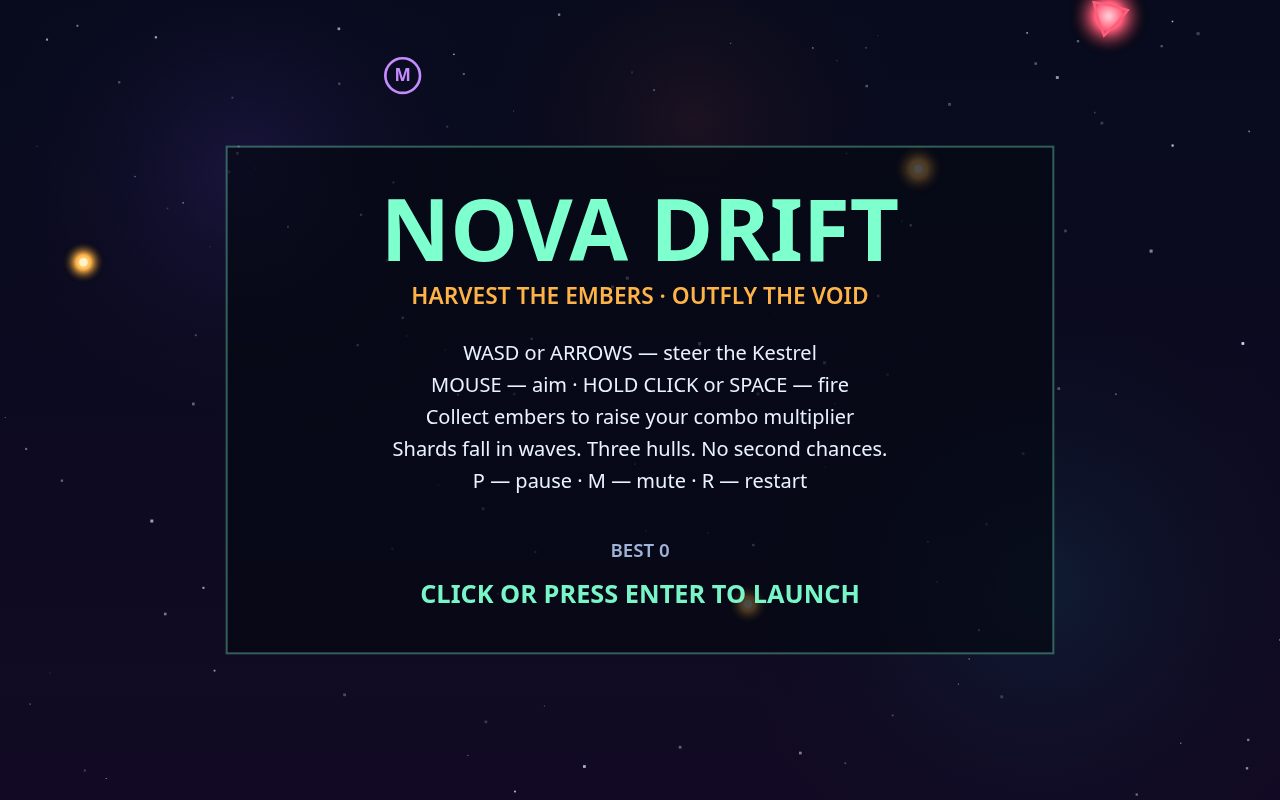 M
NOVA DRIFT
HARVEST THE EMBERS · OUTFLY THE VOID
WASD or ARROWS — steer the Kestrel
MOUSE — aim · HOLD CLICK or SPACE — fire
Collect embers to raise your combo multiplier
Shards fall in waves. Three hulls. No second chances.
P — pause · M — mute · R — restart
BEST 0
CLICK OR PRESS ENTER TO LAUNCH